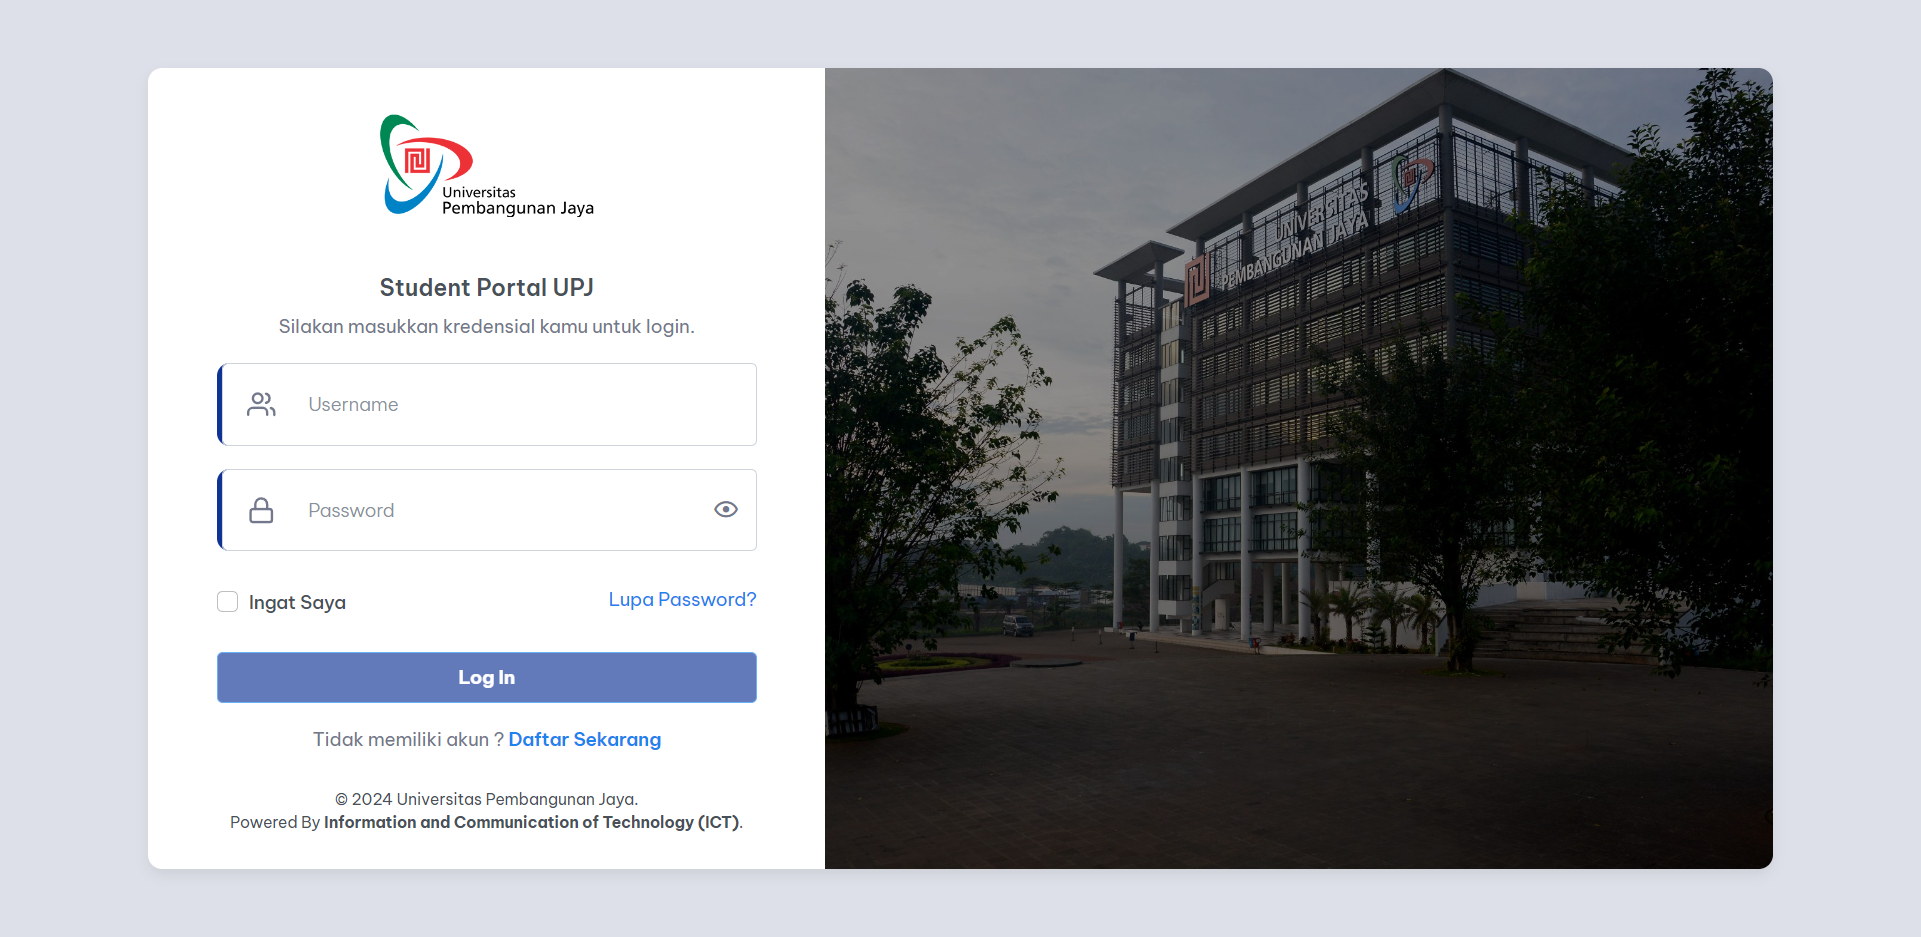 Universitas
Pembangunan Jaya
Student Portal UPJ
Silakan masukkan kredensial kamu untuk login.
Username
Password
Ingat Saya
Lupa Password?
Log In
Tidak memiliki akun ? Daftar Sekarang
© 2024 Universitas Pembangunan Jaya.
Powered By Information and Communication of Technology (ICT).
UNIVERSITAS
PEMBANGUNAN JAYA